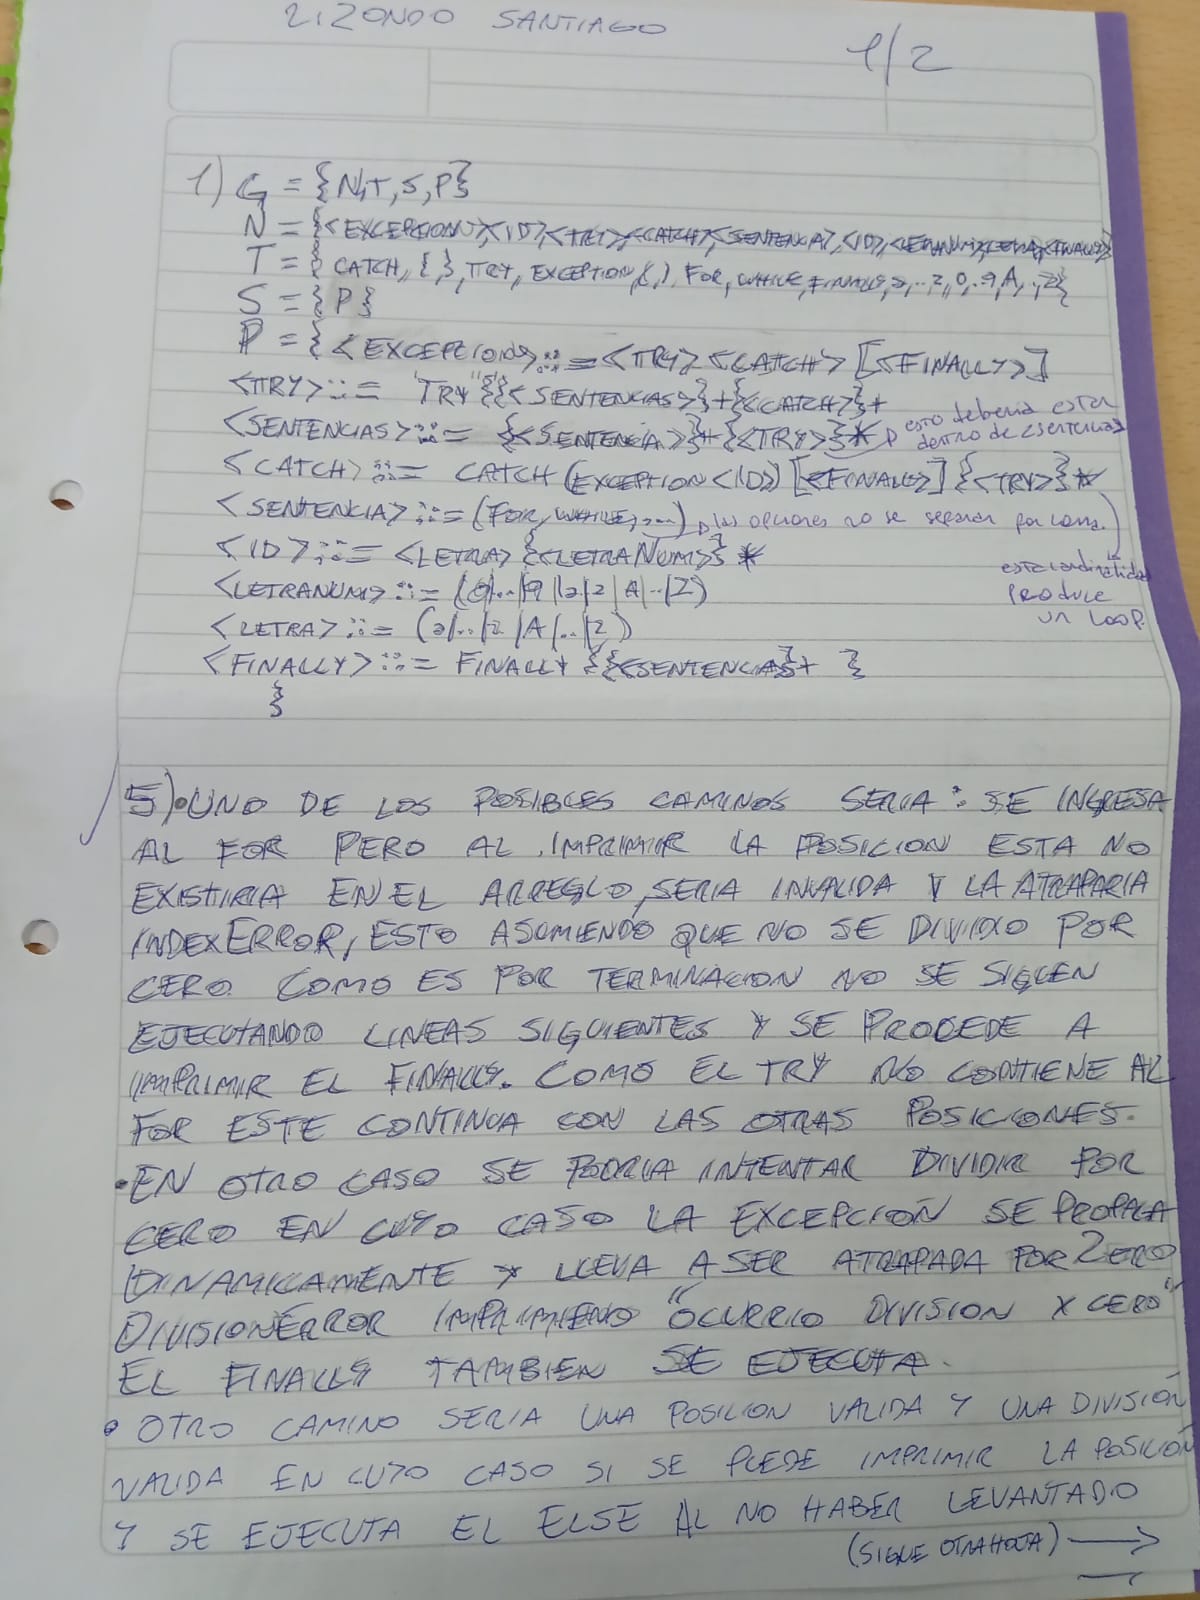 LIZONDO SANTIAGO
1/2
1) G = {N,T,S,P}
N = {<EXCEPCION>,<ID>,<TRY>,<CATCH>,<SENTENCIA>,<ID>,<LETRANUM>,<LETRA>,<FINALLY>}
T = { CATCH, {, }, TRY, EXCEPTION, (, ), FOR, WHILE, FINALLY, a, .. z, 0, .. 9, A, .., Z}
S = {P}
P = { <EXCEPCION> ::= <TRY> <CATCH> [<FINALLY>]
<TRY> ::= "TRY" {{<SENTENCIAS>}+{<CATCH>}+
<SENTENCIAS> ::= {<SENTENCIA>}+ {<TRY>}* esto deberia estar
dentro de <sentencias
<CATCH> ::= CATCH (EXCEPTION <ID>) [<FINALLY>] {<TRY>}*
<SENTENCIA> ::= (FOR, WHILE, ...) las opciones no se separan por coma.
<ID> ::= <LETRA> {<LETRANUM>}*
esta cardinalidad
<LETRANUM> ::= (0|..|9|a|z|A|..|Z)
produce
un loop.
<LETRA> ::= (a|..|z|A|..|Z)
<FINALLY> ::= FINALLY {{<SENTENCIA>}+ }
}
5) • UNO DE LOS POSIBLES CAMINOS SERIA: SE INGRESA
AL FOR PERO AL IMPRIMIR LA POSICION ESTA NO
EXISTIRIA EN EL ARREGLO, SERIA INVALIDA Y LA ATRAPARIA
INDEXERROR, ESTO ASUMIENDO QUE NO SE DIVIDIO POR
CERO. COMO ES POR TERMINACION NO SE SIGUEN
EJECUTANDO LINEAS SIGUIENTES Y SE PROCEDE A
IMPRIMIR EL FINALLY. COMO EL TRY NO CONTIENE AL
FOR ESTE CONTINUA CON LAS OTRAS POSICIONES.
• EN OTRO CASO SE PODRIA INTENTAR DIVIDIR POR
CERO EN CUYO CASO LA EXCEPCIÓN SE PROPAGA
DINAMICAMENTE Y LLEVA A SER ATRAPADA POR ZERO
DIVISIONERROR IMPRIMIENDO "OCURRIO DIVISION X CERO"
EL FINALLY TAMBIEN SE EJECUTA.
• OTRO CAMINO SERIA UNA POSICION VALIDA Y UNA DIVISIÓN
VALIDA EN CUYO CASO SI SE PUEDE IMPRIMIR LA POSICIÓN
Y SE EJECUTA EL ELSE AL NO HABER LEVANTADO
(SIGUE OTRA HOJA) →